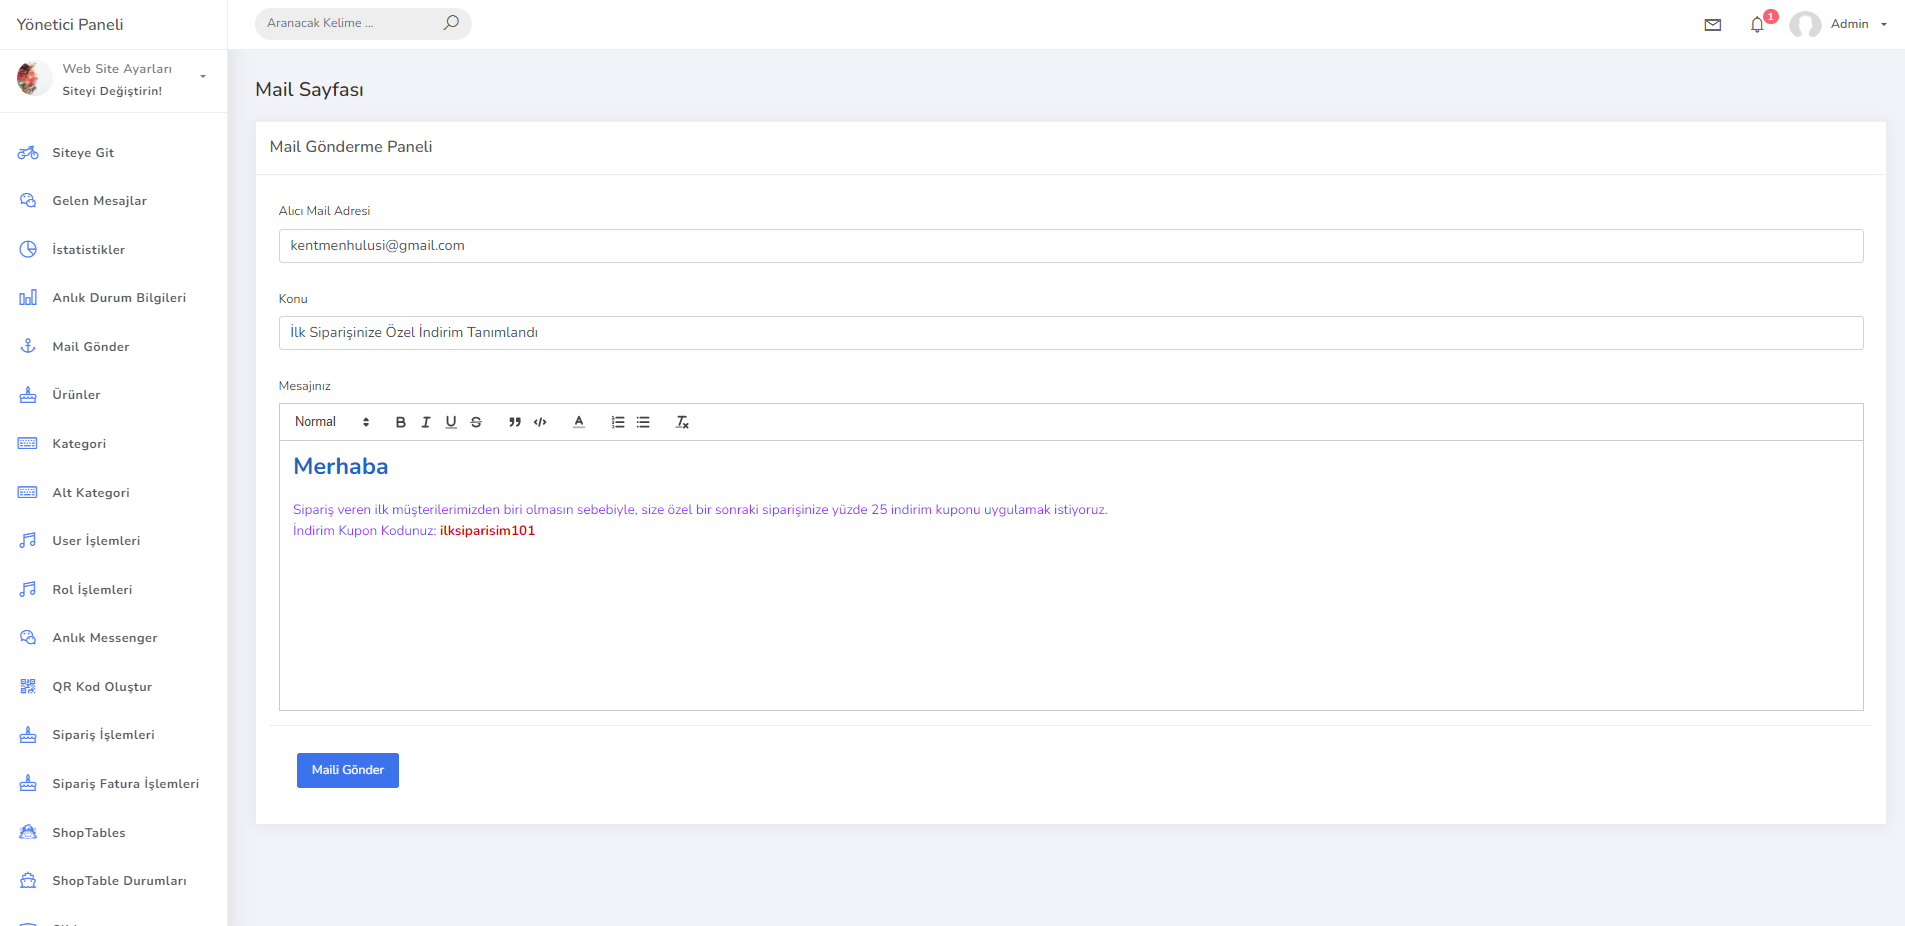 Yönetici Paneli
Aranacak Kelime ...
1
Admin
Web Site Ayarları
Siteyi Değiştirin!
Siteye Git
Gelen Mesajlar
İstatistikler
Anlık Durum Bilgileri
Mail Gönder
Ürünler
Kategori
Alt Kategori
User İşlemleri
Rol İşlemleri
Anlık Messenger
QR Kod Oluştur
Sipariş İşlemleri
Sipariş Fatura İşlemleri
ShopTables
ShopTable Durumları
Mail Sayfası
Mail Gönderme Paneli
Alıcı Mail Adresi
kentmenhulusi@gmail.com
Konu
İlk Siparişinize Özel İndirim Tanımlandı
Mesajınız
Normal
Merhaba
Sipariş veren ilk müşterilerimizden biri olmasın sebebiyle, size özel bir sonraki siparişinize yüzde 25 indirim kuponu uygulamak istiyoruz.
İndirim Kupon Kodunuz: ilksiparisim101
Maili Gönder